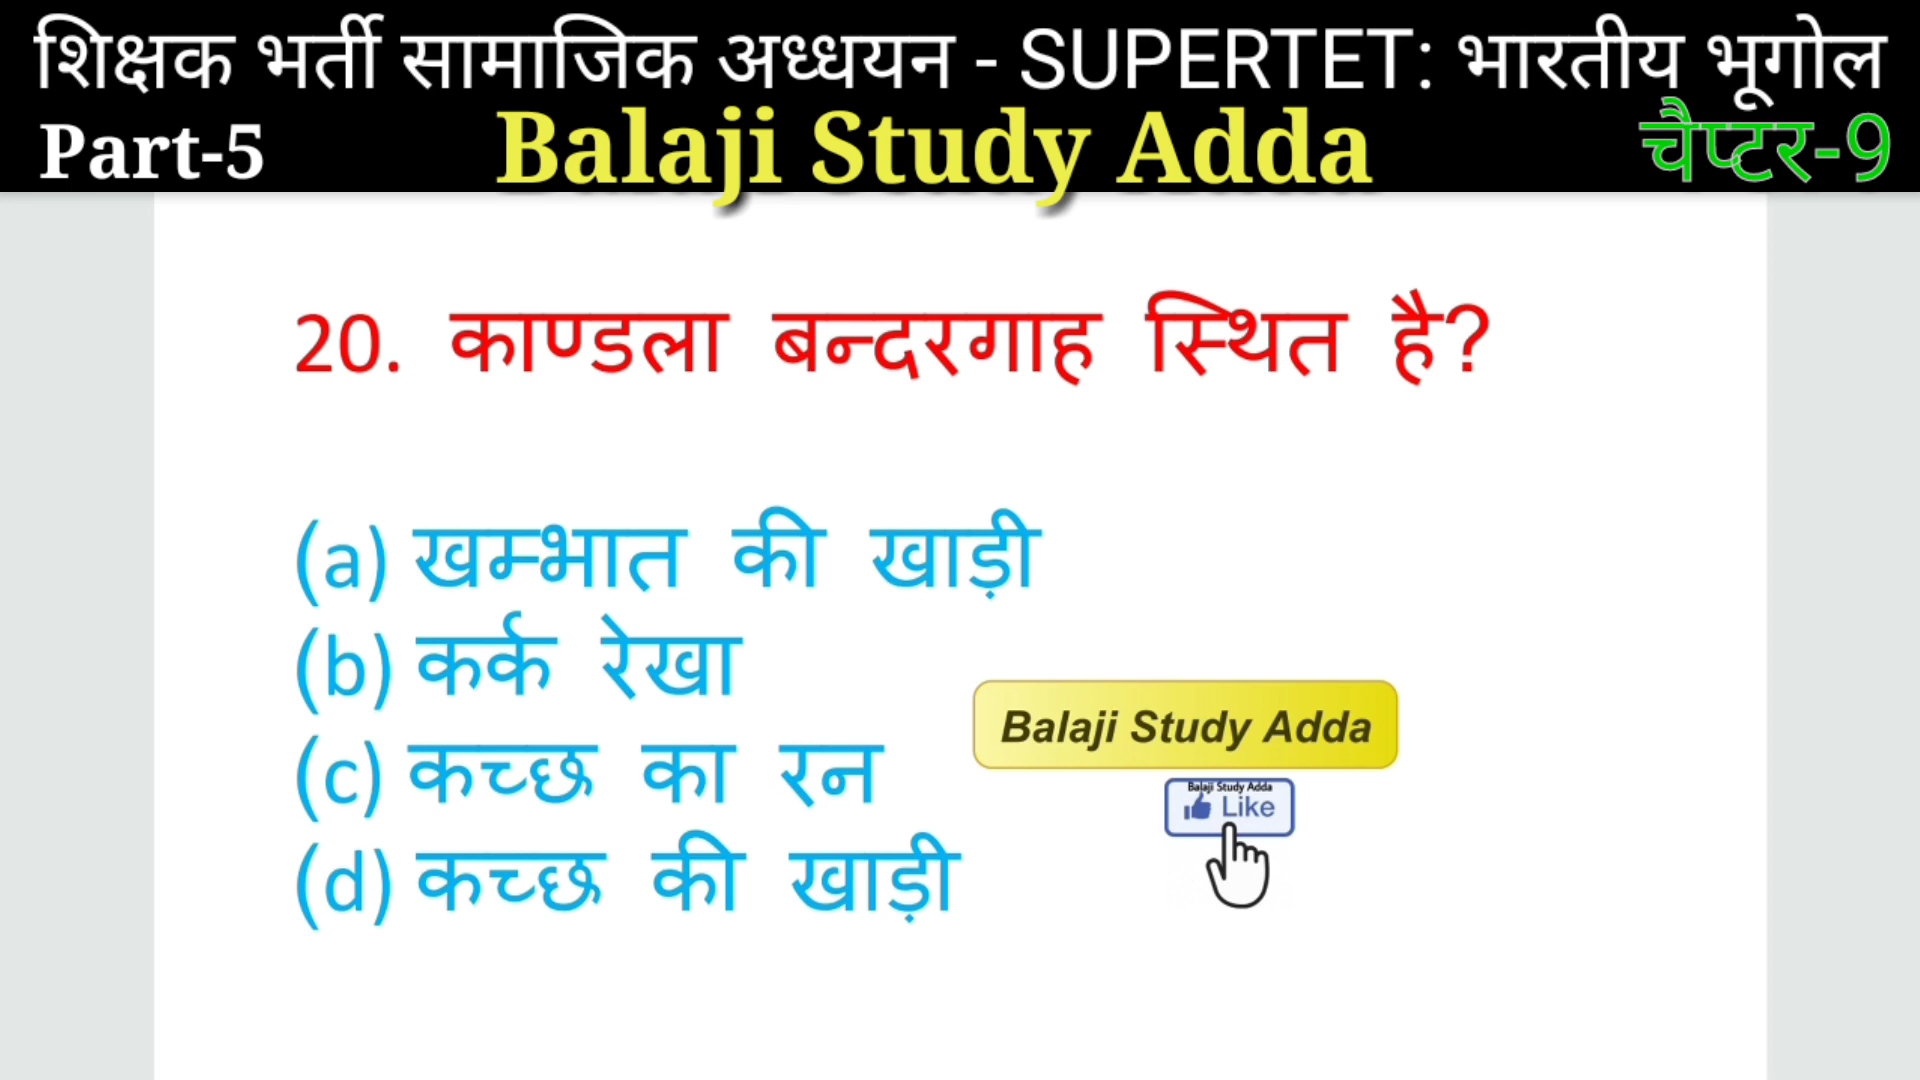 शिक्षक भर्ती सामाजिक अध्धयन - SUPERTET: भारतीय भूगोल
Part-5 Balaji Study Adda चैप्टर-9
20. काण्डला बन्दरगाह स्थित है?
(a) खम्भात की खाड़ी
(b) कर्क रेखा
(c) कच्छ का रन
(d) कच्छ की खाड़ी
Balaji Study Adda
Balaji Study Adda
Like